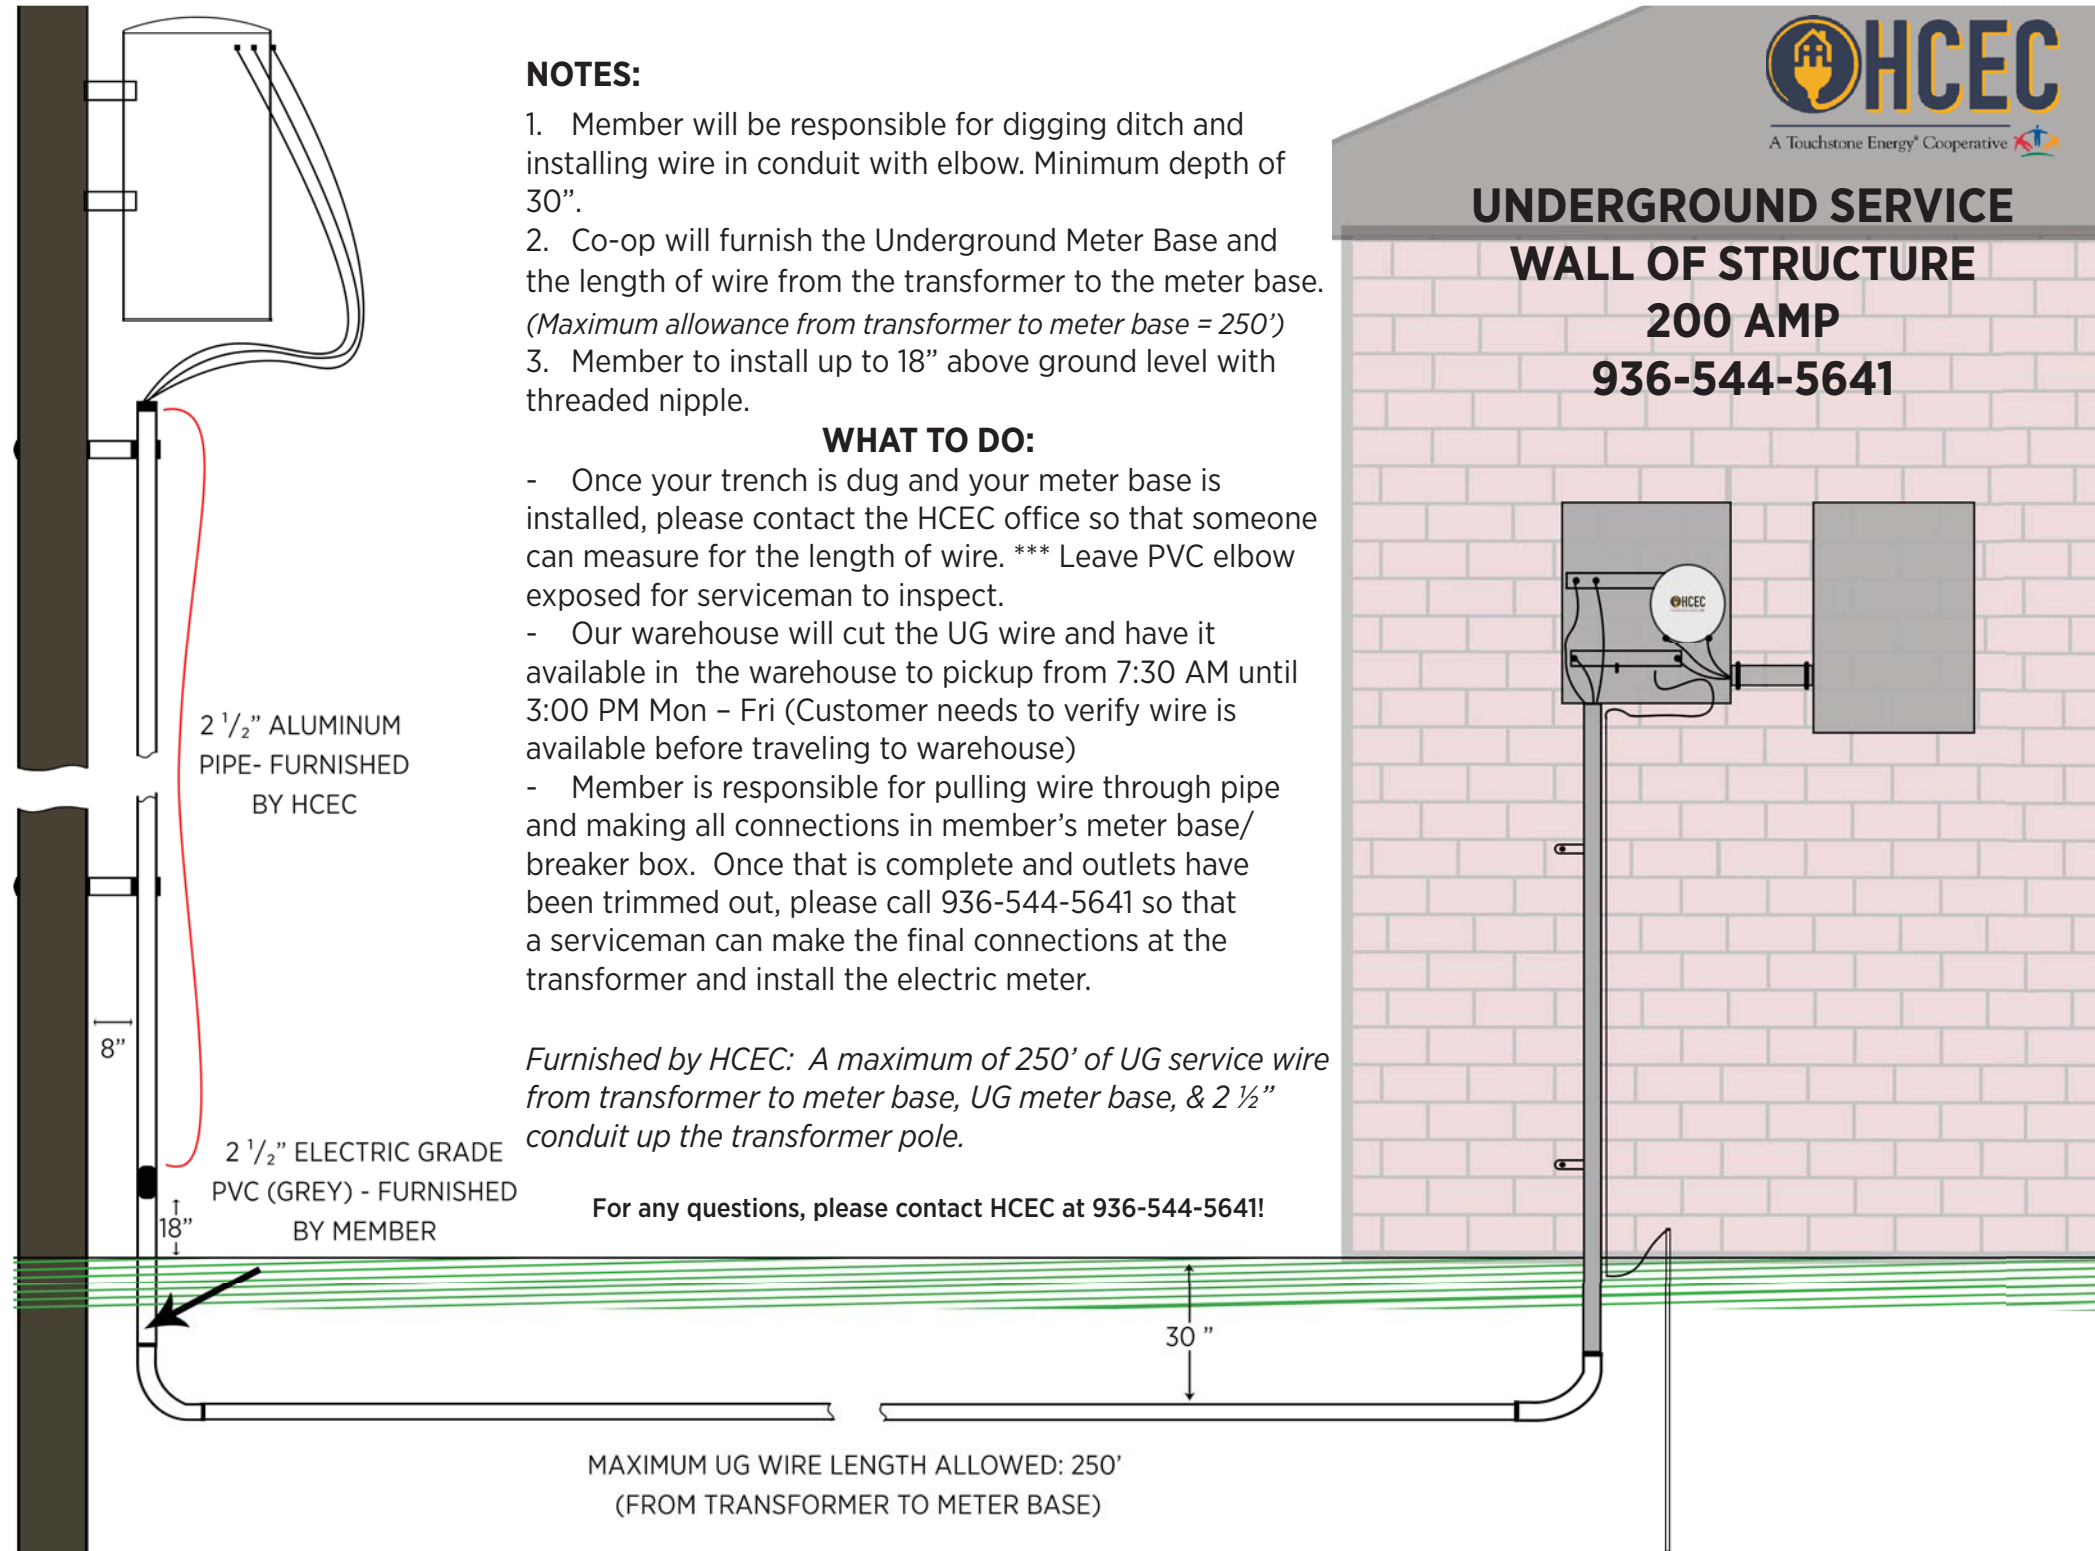 HCEC
A Touchstone Energy® Cooperative
UNDERGROUND SERVICE
WALL OF STRUCTURE
200 AMP
936-544-5641
NOTES:
1. Member will be responsible for digging ditch and
installing wire in conduit with elbow. Minimum depth of
30”.
2. Co-op will furnish the Underground Meter Base and
the length of wire from the transformer to the meter base.
(Maximum allowance from transformer to meter base = 250’)
3. Member to install up to 18” above ground level with
threaded nipple.
WHAT TO DO:
- Once your trench is dug and your meter base is
installed, please contact the HCEC office so that someone
can measure for the length of wire. *** Leave PVC elbow
exposed for serviceman to inspect.
- Our warehouse will cut the UG wire and have it
available in the warehouse to pickup from 7:30 AM until
3:00 PM Mon – Fri (Customer needs to verify wire is
available before traveling to warehouse)
- Member is responsible for pulling wire through pipe
and making all connections in member’s meter base/
breaker box. Once that is complete and outlets have
been trimmed out, please call 936-544-5641 so that
a serviceman can make the final connections at the
transformer and install the electric meter.
Furnished by HCEC: A maximum of 250’ of UG service wire
from transformer to meter base, UG meter base, & 2 ½”
conduit up the transformer pole.
For any questions, please contact HCEC at 936-544-5641!
2 1/2” ALUMINUM
PIPE- FURNISHED
BY HCEC
8”
2 1/2” ELECTRIC GRADE
PVC (GREY) - FURNISHED
BY MEMBER
18”
HCEC
30 ”
MAXIMUM UG WIRE LENGTH ALLOWED: 250’
(FROM TRANSFORMER TO METER BASE)